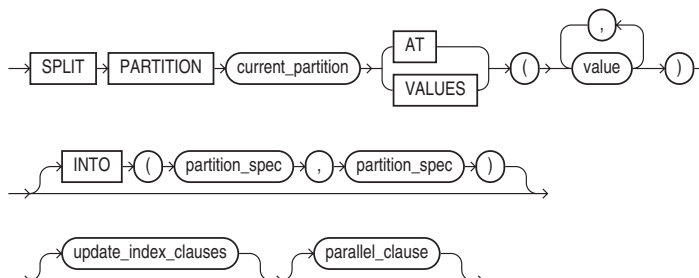 SPLIT PARTITION current_partition AT VALUES ( value , )
INTO ( partition_spec , partition_spec )
update_index_clauses parallel_clause